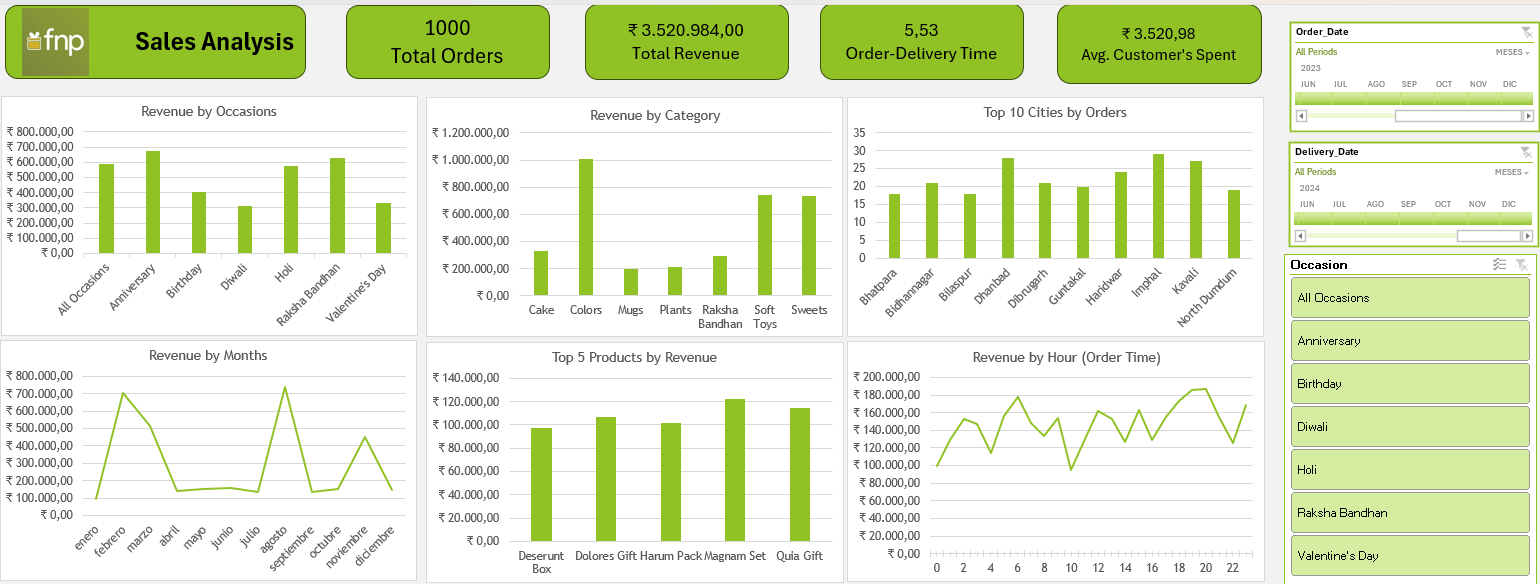 fnp
Sales Analysis
1000
Total Orders
₹ 3.520.984,00
Total Revenue
5,53
Order-Delivery Time
₹ 3.520,98
Avg. Customer's Spent
Revenue by Occasions
₹ 800.000,00
₹ 700.000,00
₹ 600.000,00
₹ 500.000,00
₹ 400.000,00
₹ 300.000,00
₹ 200.000,00
₹ 100.000,00
₹ 0,00
All Occasions
Anniversary
Birthday
Diwali
Holi
Raksha Bandhan
Valentine's Day
Revenue by Category
₹ 1.200.000,00
₹ 1.000.000,00
₹ 800.000,00
₹ 600.000,00
₹ 400.000,00
₹ 200.000,00
₹ 0,00
Cake Colors Mugs Plants Raksha Soft Sweets
Bandhan Toys
Top 10 Cities by Orders
35
30
25
20
15
10
5
0
Bhatpara
Bidhannagar
Bilaspur
Dhanbad
Dibrugarh
Guntakal
Haridwar
Imphal
Kavali
North Dumdum
Revenue by Months
₹ 800.000,00
₹ 700.000,00
₹ 600.000,00
₹ 500.000,00
₹ 400.000,00
₹ 300.000,00
₹ 200.000,00
₹ 100.000,00
₹ 0,00
enero
febrero
marzo
abril
mayo
junio
julio
agosto
septiembre
octubre
noviembre
diciembre
Top 5 Products by Revenue
₹ 140.000,00
₹ 120.000,00
₹ 100.000,00
₹ 80.000,00
₹ 60.000,00
₹ 40.000,00
₹ 20.000,00
₹ 0,00
Deserunt Dolores Gift Harum Pack Magnam Set Quia Gift
Box
Revenue by Hour (Order Time)
₹ 200.000,00
₹ 180.000,00
₹ 160.000,00
₹ 140.000,00
₹ 120.000,00
₹ 100.000,00
₹ 80.000,00
₹ 60.000,00
₹ 40.000,00
₹ 20.000,00
₹ 0,00
0 2 4 6 8 10 12 14 16 18 20 22
Order_Date
All Periods MESES
2023
JUN JUL AGO SEP OCT NOV DIC
Delivery_Date
All Periods MESES
2024
JUN JUL AGO SEP OCT NOV DIC
Occasion
All Occasions
Anniversary
Birthday
Diwali
Holi
Raksha Bandhan
Valentine's Day